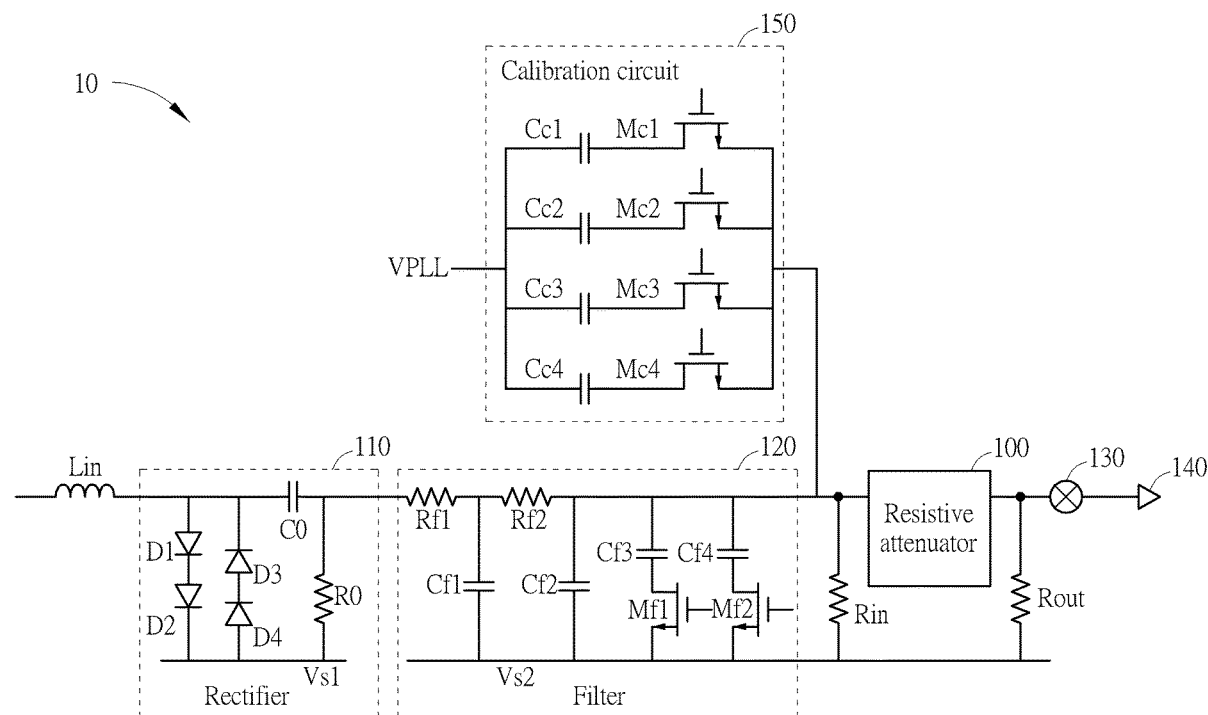 150
10
Calibration circuit
Cc1 Mc1
Cc2 Mc2
VPLL
Cc3 Mc3
Cc4 Mc4
110
120
100
130
140
Lin
C0
Rf1 Rf2
Resistive
attenuator
D1
D3
Cf3 Cf4
R0
Cf1 Cf2
D2
D4
Mf1 Mf2
Rin
Rout
Vs1
Vs2
Rectifier
Filter